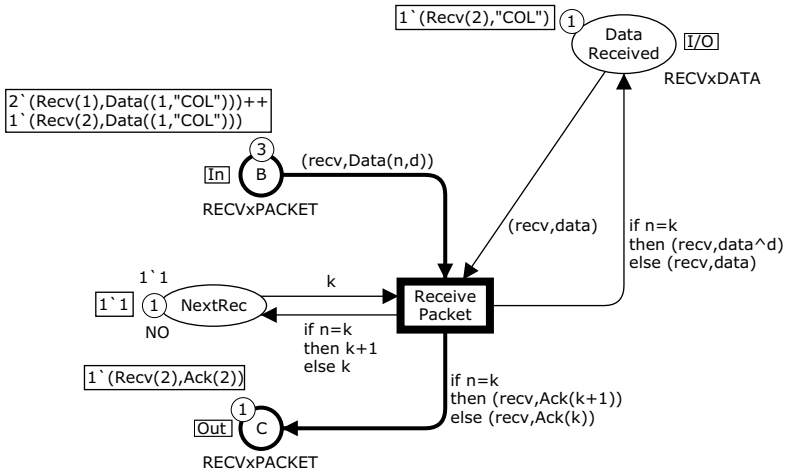 1`(Recv(2),"COL")
1
Data
Received
I/O
RECVxDATA
2`(Recv(1),Data((1,"COL")))++
1`(Recv(2),Data((1,"COL")))
3
In
B
(recv,Data(n,d))
RECVxPACKET
(recv,data)
if n=k
then (recv,data^d)
else (recv,data)
1`1
1`1
1
NextRec
NO
k
Receive
Packet
if n=k
then k+1
else k
1`(Recv(2),Ack(2))
1
Out
C
RECVxPACKET
if n=k
then (recv,Ack(k+1))
else (recv,Ack(k))